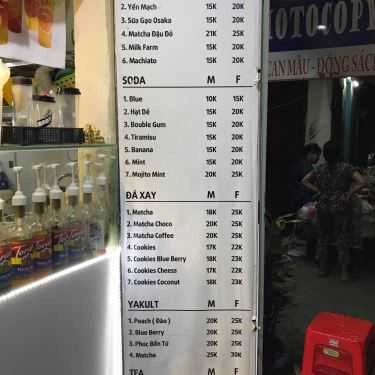 2. Yến Mạch 15K 20K
3. Sữa Gạo Osaka 15K 20K
4. Matcha Đậu Đỏ 21K 25K
5. Milk Farm 15K 20K
6. Machiato 15K 20K
SODA M F
1. Blue 10K 15K
2. Hạt Dẻ 15K 20K
3. Bouble Gum 15K 20K
4. Tiramisu 15K 20K
5. Banana 15K 20K
6. Mint 15K 20K
7. Mojito Mint 20K 25K
ĐÁ XAY M F
1. Matcha 18K 25K
2. Matcha Choco 20K 25K
3. Matcha Coffee 20K 25K
4. Cookies 17K 22K
5. Cookies Blue Berry 18K 23K
6. Cookies Cheess 17K 22K
7. Cookies Coconut 18K 23K
YAKULT M F
1. Peach ( Đào ) 20K 25K
2. Blue Berry 20K 25K
3. Phúc Bồn Tử 20K 25K
4. Matcha 25K 30K
TEA M F
HOTOCOPY
CAN MÀU - ĐÓNG SÁCH
Torani